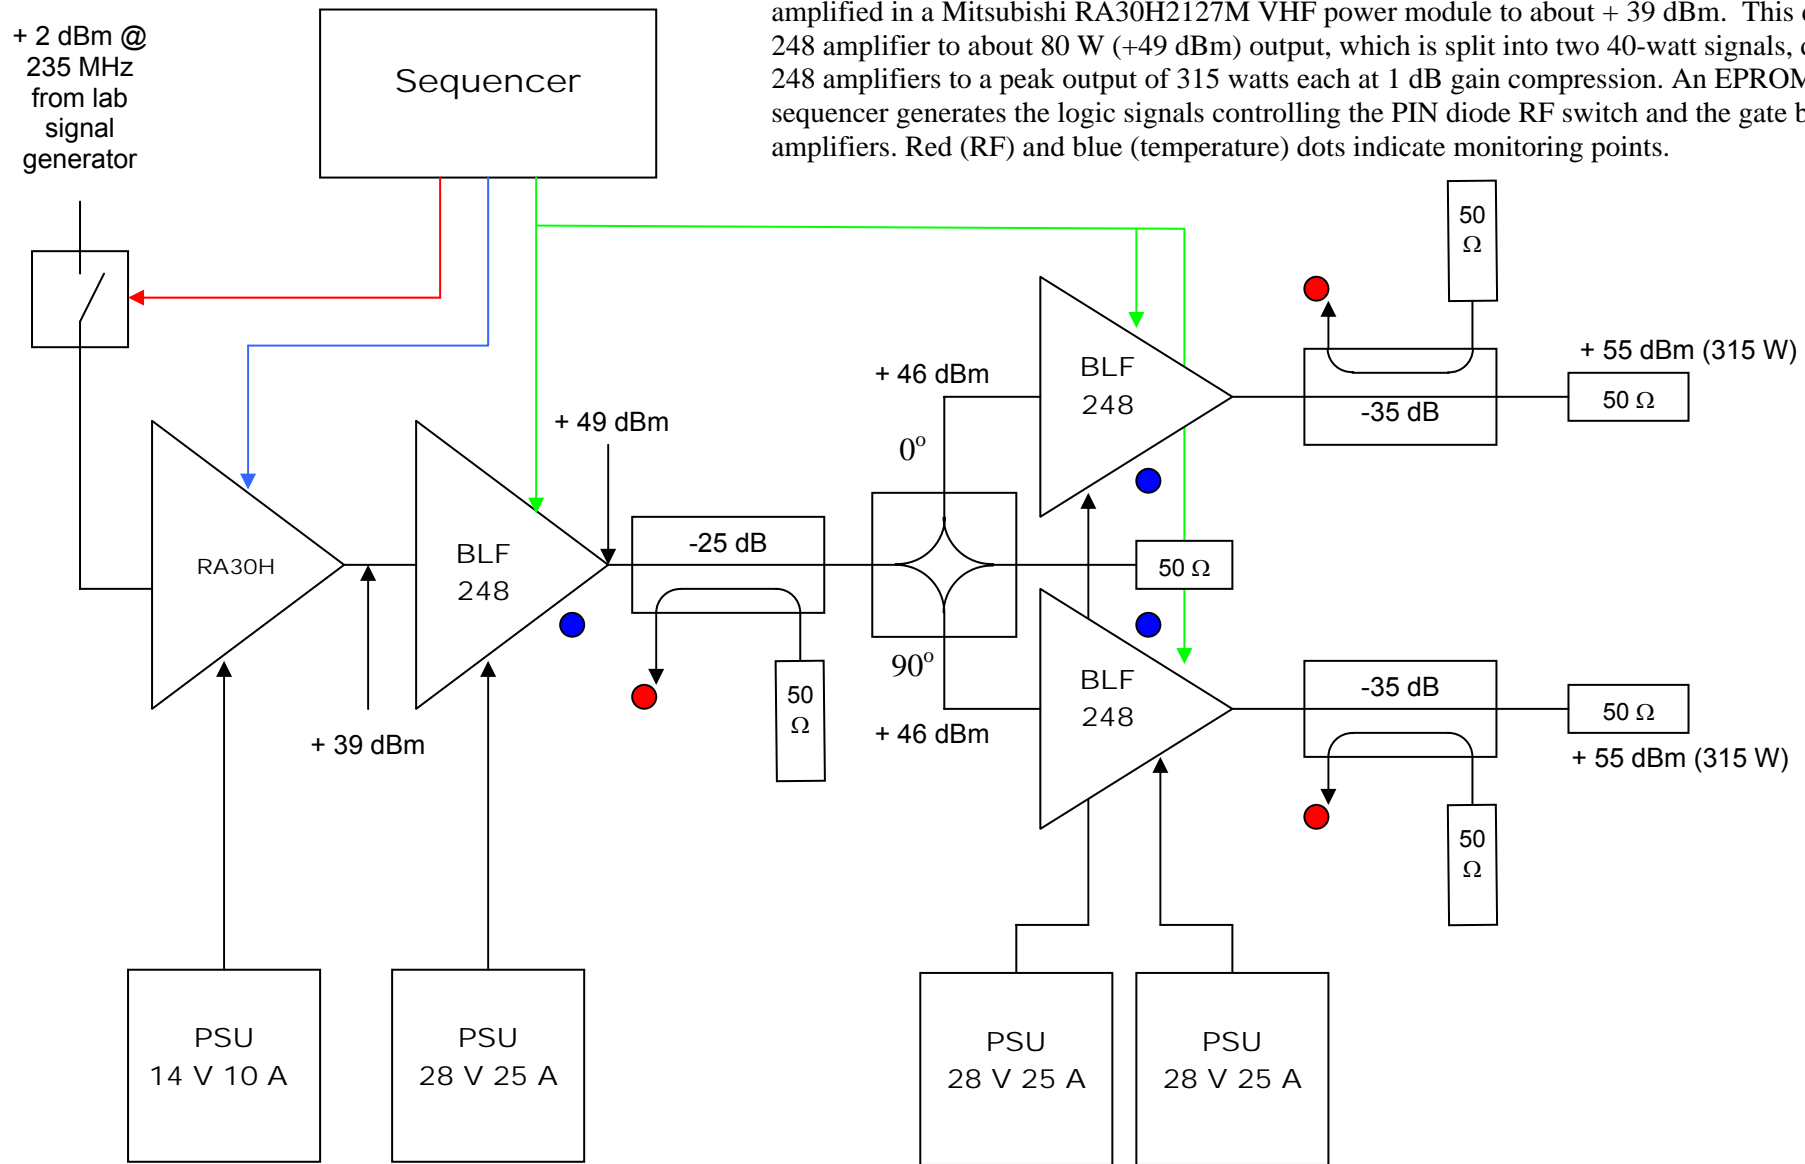 amplified in a Mitsubishi RA30H2127M VHF power module to about + 39 dBm. This
248 amplifier to about 80 W (+49 dBm) output, which is split into two 40-watt signals,
248 amplifiers to a peak output of 315 watts each at 1 dB gain compression. An EPROM
sequencer generates the logic signals controlling the PIN diode RF switch and the gate
amplifiers. Red (RF) and blue (temperature) dots indicate monitoring points.
+ 2 dBm @
235 MHz
from lab
signal
generator
Sequencer
50
Ω
+ 55 dBm (315 W)
50 Ω
-35 dB
BLF
248
+ 46 dBm
0°
+ 49 dBm
-25 dB
RA30H
BLF
248
50 Ω
90°
+ 46 dBm
BLF
248
-35 dB
50 Ω
+ 55 dBm (315 W)
50
Ω
+ 39 dBm
50
Ω
PSU
14 V 10 A
PSU
28 V 25 A
PSU
28 V 25 A
PSU
28 V 25 A